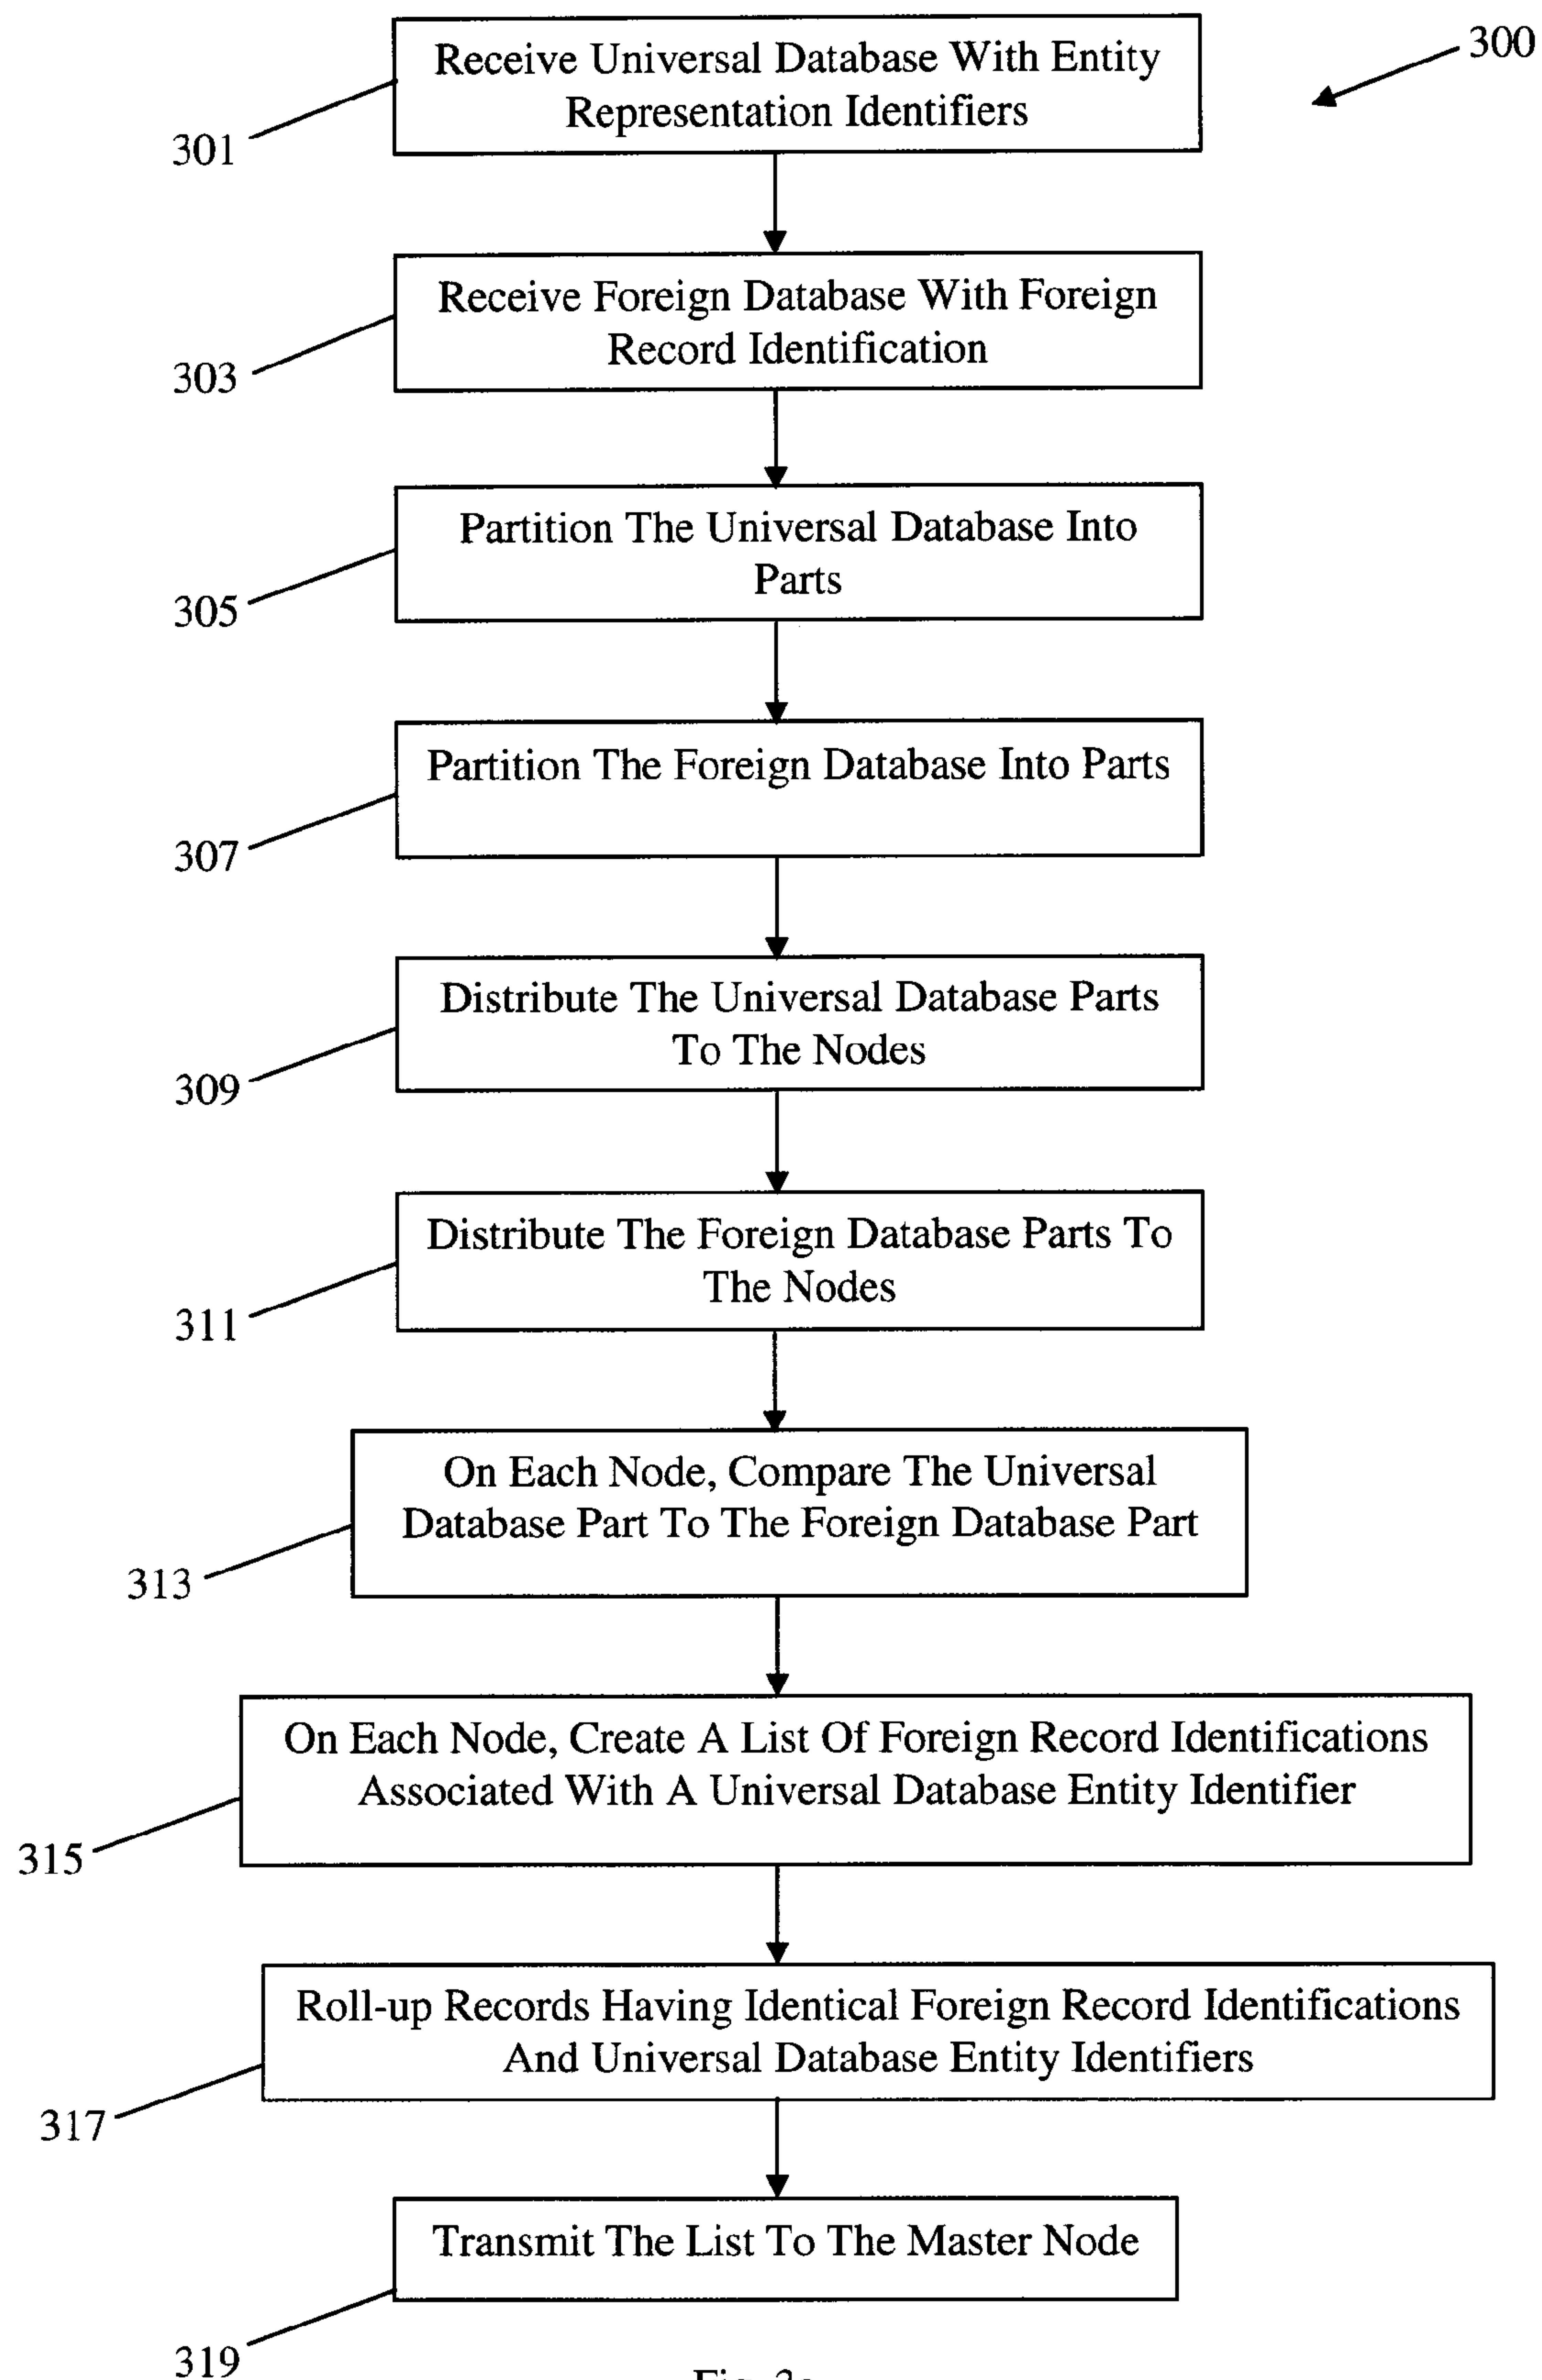 Receive Universal Database With Entity
Representation Identifiers
300
301
Receive Foreign Database With Foreign
Record Identification
303
Partition The Universal Database Into
Parts
305
Partition The Foreign Database Into Parts
307
Distribute The Universal Database Parts
To The Nodes
309
Distribute The Foreign Database Parts To
The Nodes
311
On Each Node, Compare The Universal
Database Part To The Foreign Database Part
313
On Each Node, Create A List Of Foreign Record Identifications
Associated With A Universal Database Entity Identifier
315
Roll-up Records Having Identical Foreign Record Identifications
And Universal Database Entity Identifiers
317
Transmit The List To The Master Node
319